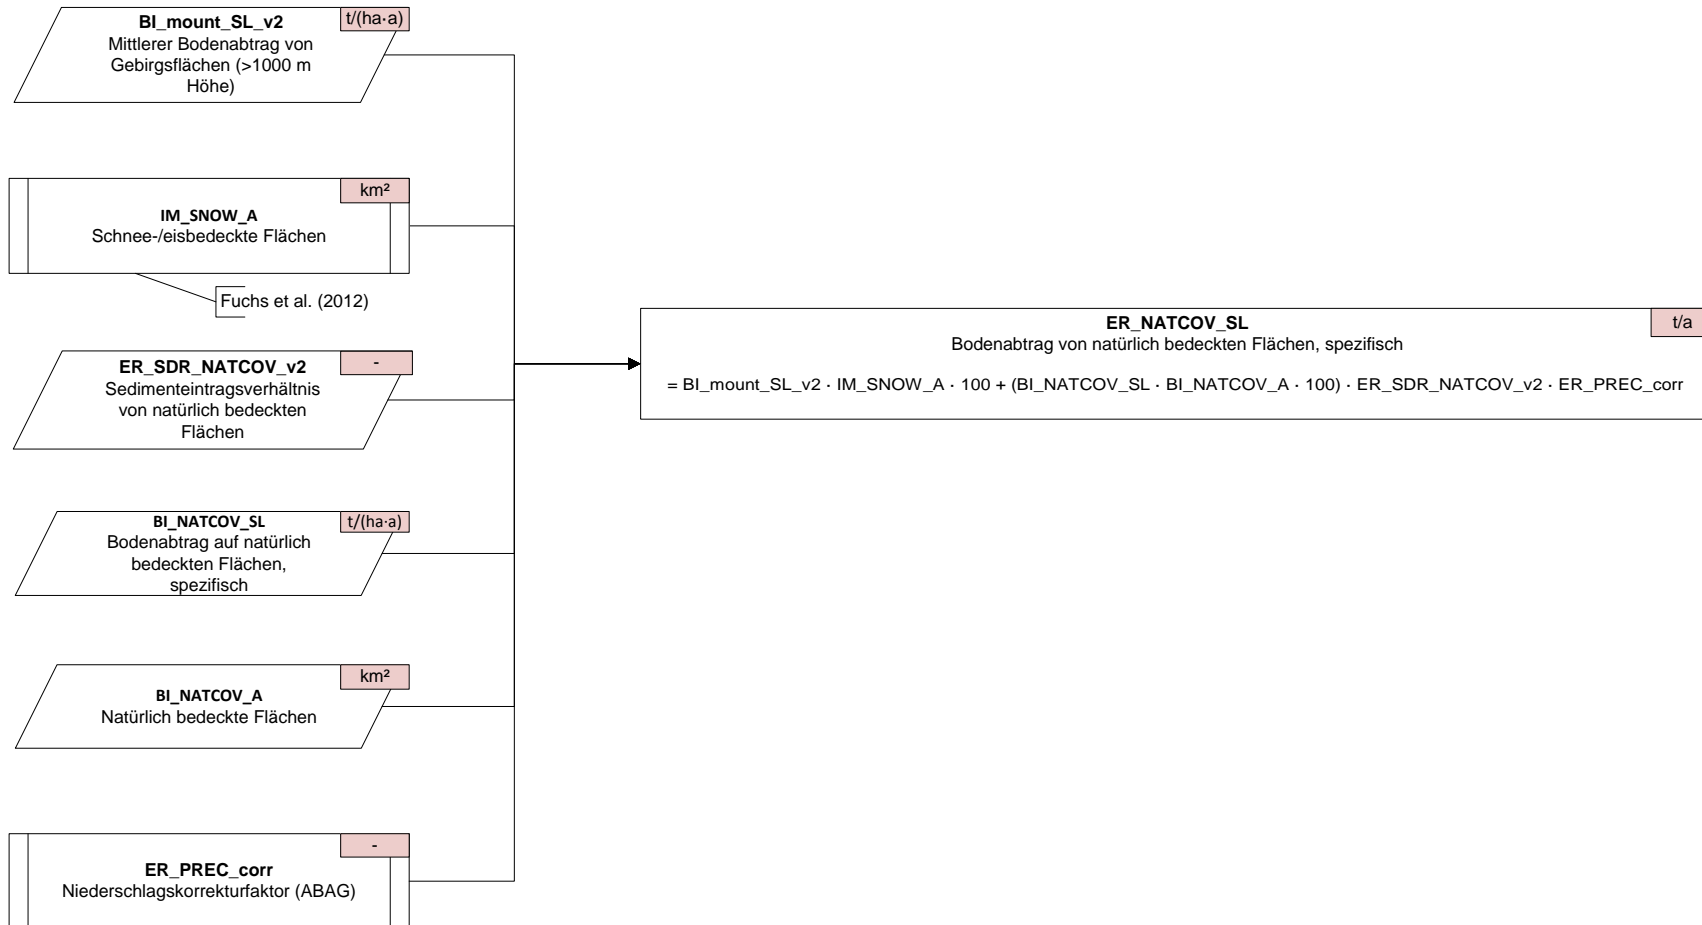 BI_mount_SL_v2
t/(ha·a)
Mittlerer Bodenabtrag von
Gebirgsflächen (>1000 m
Höhe)
km²
IM_SNOW_A
Schnee-/eisbedeckte Flächen
Fuchs et al. (2012)
ER_SDR_NATCOV_v2
-
Sedimenteintragsverhältnis
von natürlich bedeckten
Flächen
BI_NATCOV_SL
t/(ha·a)
Bodenabtrag auf natürlich
bedeckten Flächen,
spezifisch
km²
BI_NATCOV_A
Natürlich bedeckte Flächen
-
ER_PREC_corr
Niederschlagskorrekturfaktor (ABAG)
ER_NATCOV_SL
t/a
Bodenabtrag von natürlich bedeckten Flächen, spezifisch
= BI_mount_SL_v2 · IM_SNOW_A · 100 + (BI_NATCOV_SL · BI_NATCOV_A · 100) · ER_SDR_NATCOV_v2 · ER_PREC_corr